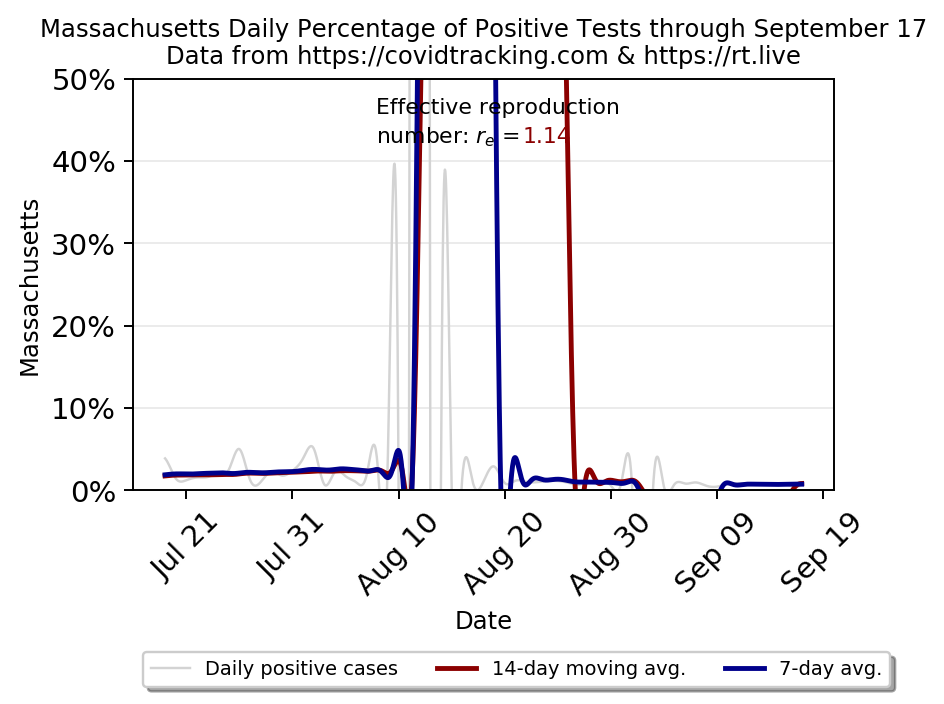 Massachusetts Daily Percentage of Positive Tests through September 17
Data from https://covidtracking.com & https://rt.live
50%
Effective reproduction
number: rₑ = 1.14
40%
30%
20%
10%
0%
Massachusetts
Jul 21
Jul 31
Aug 10
Aug 20
Aug 30
Sep 09
Sep 19
Date
Daily positive cases
14-day moving avg.
7-day avg.